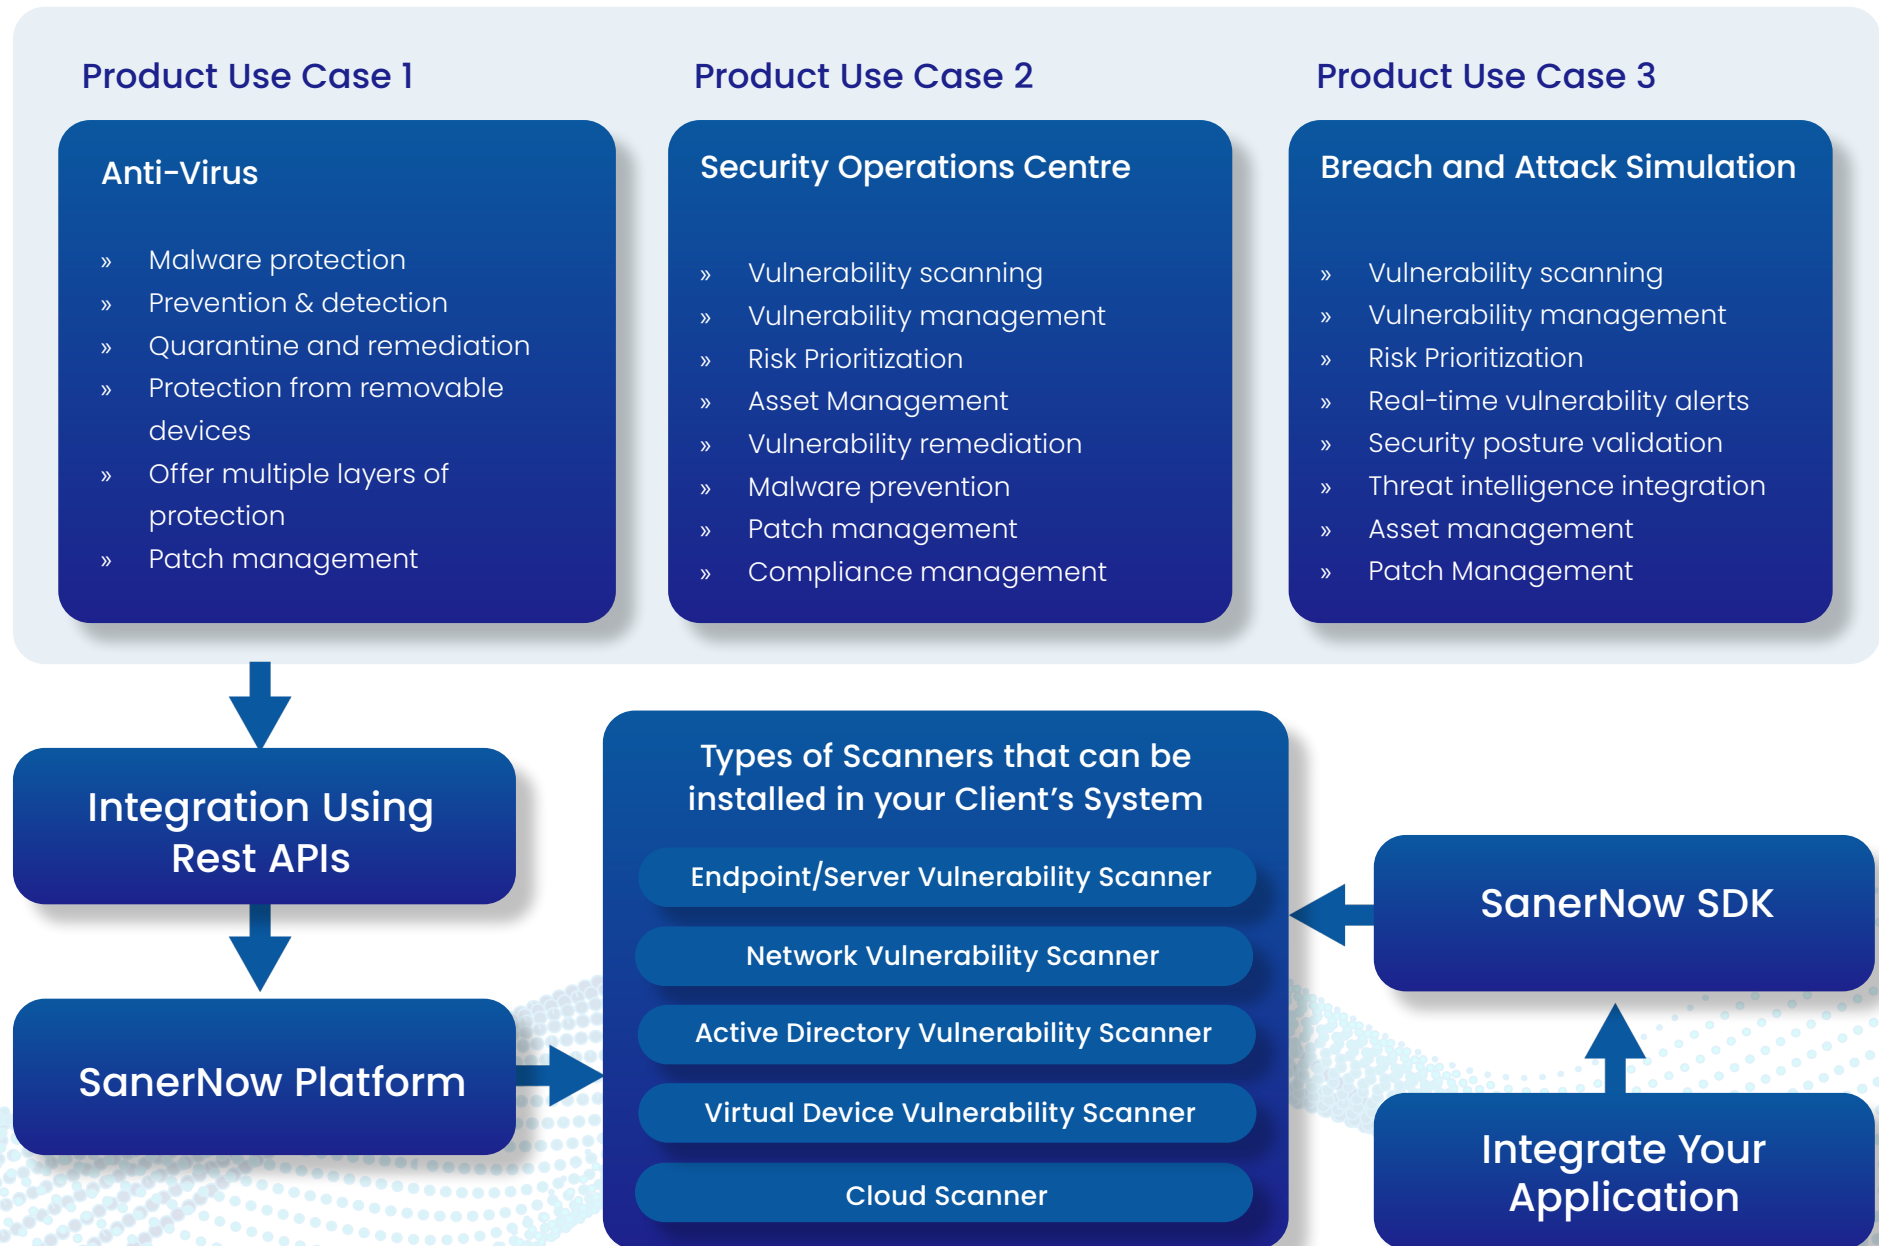 Product Use Case 1
Anti-Virus
» Malware protection
» Prevention & detection
» Quarantine and remediation
» Protection from removable
devices
» Offer multiple layers of
protection
» Patch management
Product Use Case 2
Security Operations Centre
» Vulnerability scanning
» Vulnerability management
» Risk Prioritization
» Asset Management
» Vulnerability remediation
» Malware prevention
» Patch management
» Compliance management
Product Use Case 3
Breach and Attack Simulation
» Vulnerability scanning
» Vulnerability management
» Risk Prioritization
» Real-time vulnerability alerts
» Security posture validation
» Threat intelligence integration
» Asset management
» Patch Management
Integration Using
Rest APIs
SanerNow Platform
Types of Scanners that can be
installed in your Client’s System
Endpoint/Server Vulnerability Scanner
Network Vulnerability Scanner
Active Directory Vulnerability Scanner
Virtual Device Vulnerability Scanner
Cloud Scanner
SanerNow SDK
Integrate Your
Application